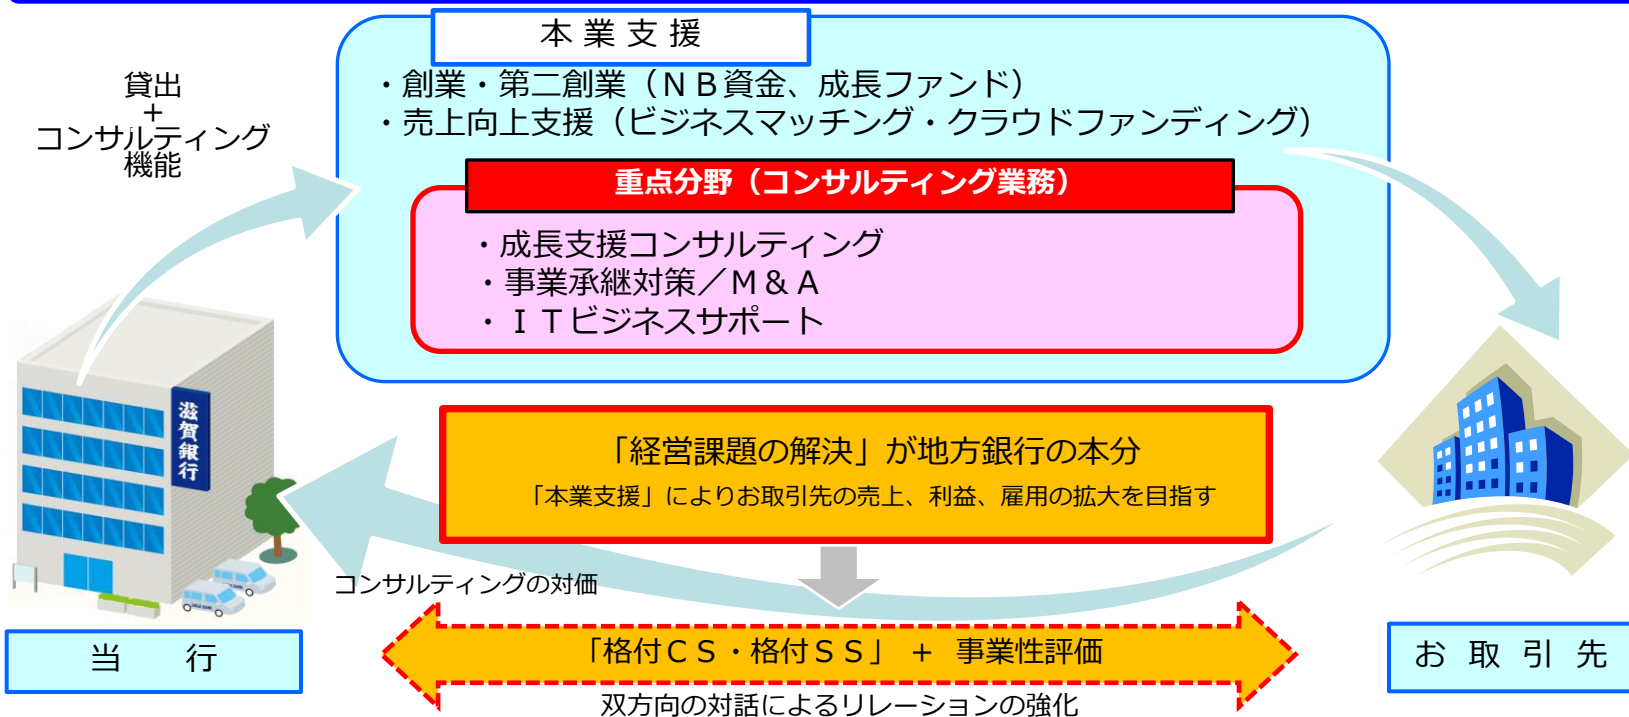 本業支援
・創業・第二創業（ＮＢ資金、成長ファンド）
・売上向上支援（ビジネスマッチング・クラウドファンディング）
貸出
+
コンサルティング
機能
重点分野（コンサルティング業務）
・成長支援コンサルティング
・事業承継対策／Ｍ＆Ａ
・ＩＴビジネスサポート
滋賀銀行
「経営課題の解決」が地方銀行の本分
「本業支援」によりお取引先の売上、利益、雇用の拡大を目指す
コンサルティングの対価
当行
「格付ＣＳ・格付ＳＳ」 + 事業性評価
お取引先
双方向の対話によるリレーションの強化